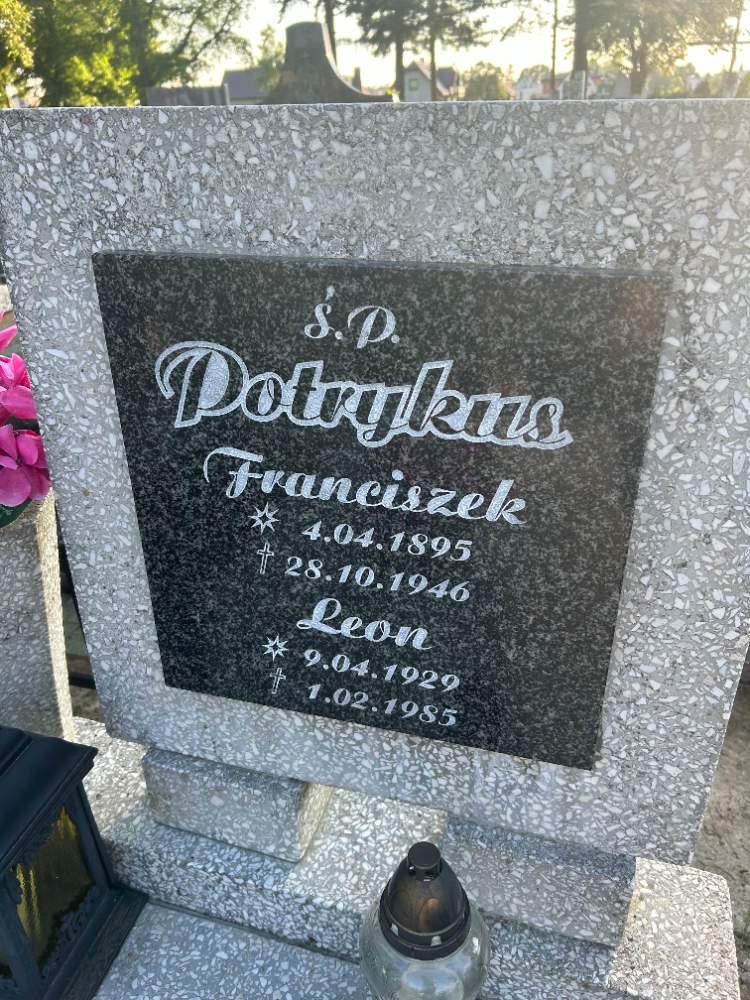 Ś.P.
Potrykus
Franciszek
4.04.1895
28.10.1946
Leon
9.04.1929
1.02.1985